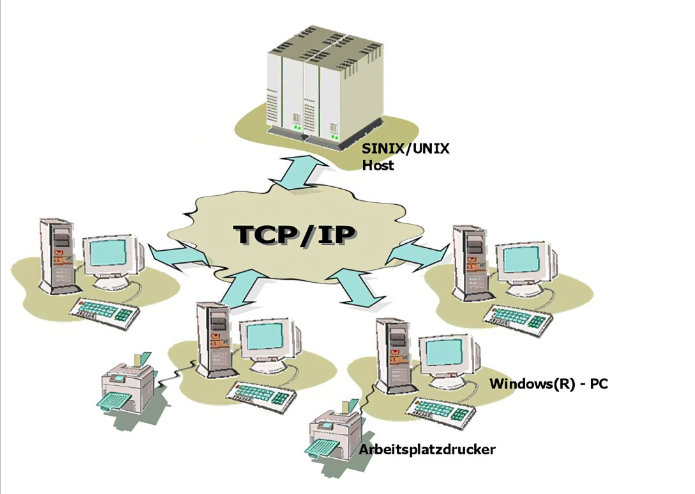 SINIX/UNIX
Host
TCP/IP
Windows(R) - PC
Arbeitsplatzdrucker